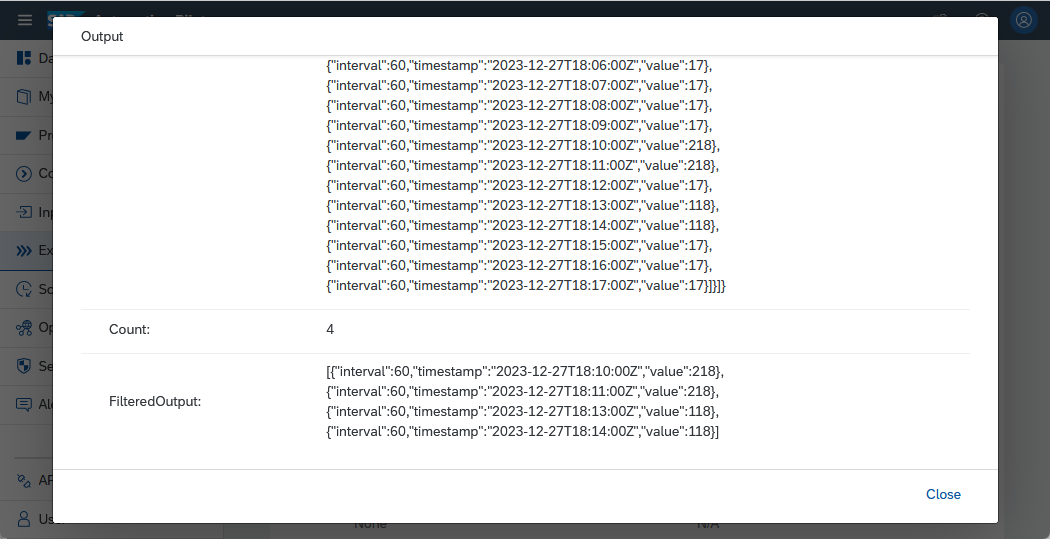 Output
{"interval":60,"timestamp":"2023-12-27T18:06:00Z","value":17},
{"interval":60,"timestamp":"2023-12-27T18:07:00Z","value":17},
{"interval":60,"timestamp":"2023-12-27T18:08:00Z","value":17},
{"interval":60,"timestamp":"2023-12-27T18:09:00Z","value":17},
{"interval":60,"timestamp":"2023-12-27T18:10:00Z","value":218},
{"interval":60,"timestamp":"2023-12-27T18:11:00Z","value":218},
{"interval":60,"timestamp":"2023-12-27T18:12:00Z","value":17},
{"interval":60,"timestamp":"2023-12-27T18:13:00Z","value":118},
{"interval":60,"timestamp":"2023-12-27T18:14:00Z","value":118},
{"interval":60,"timestamp":"2023-12-27T18:15:00Z","value":17},
{"interval":60,"timestamp":"2023-12-27T18:16:00Z","value":17},
{"interval":60,"timestamp":"2023-12-27T18:17:00Z","value":17}]}]}
Count: 4
FilteredOutput:
[{"interval":60,"timestamp":"2023-12-27T18:10:00Z","value":218},
{"interval":60,"timestamp":"2023-12-27T18:11:00Z","value":218},
{"interval":60,"timestamp":"2023-12-27T18:13:00Z","value":118},
{"interval":60,"timestamp":"2023-12-27T18:14:00Z","value":118}]
Close
None N/A